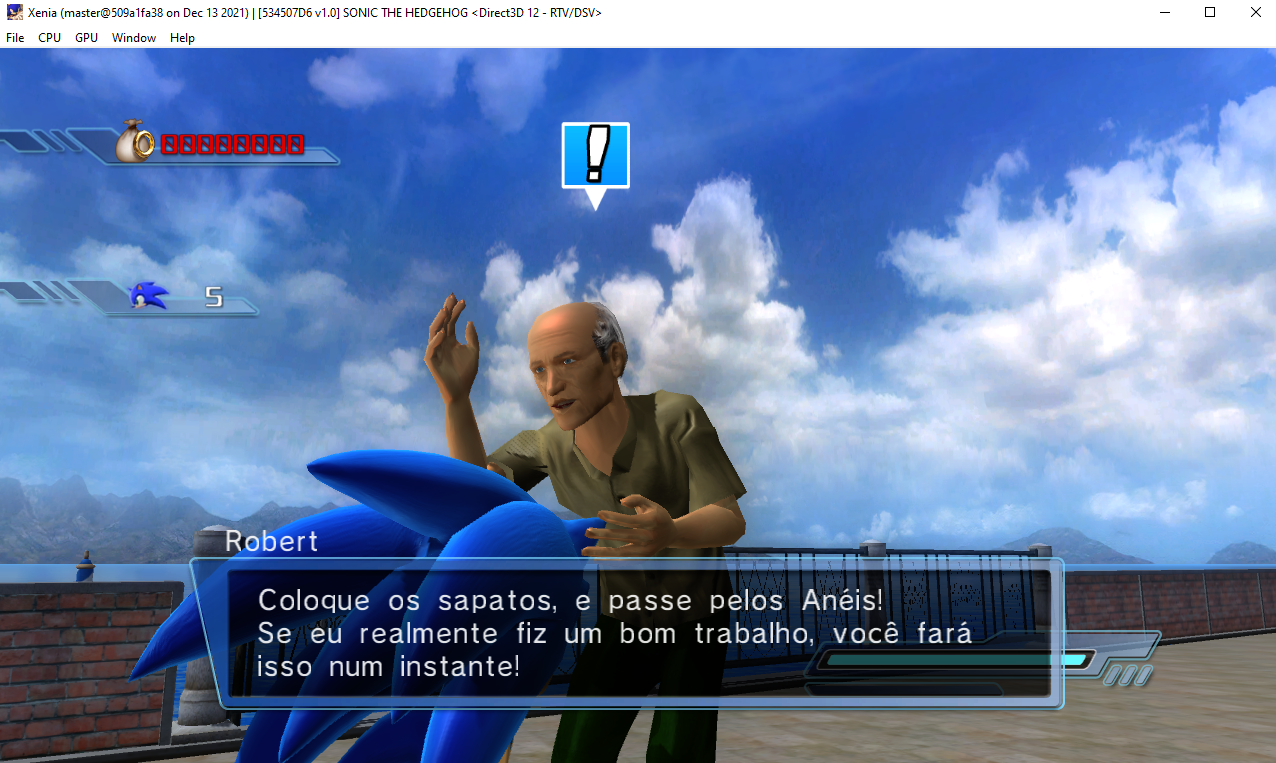 Xenia (master@509a1fa38 on Dec 13 2021) | [534507D6 v1.0] SONIC THE HEDGEHOG <Direct3D 12 - RTV/DSV>
File CPU GPU Window Help
!
00000000
5
Robert
Coloque os sapatos, e passe pelos Anéis!
Se eu realmente fiz um bom trabalho, você fará
isso num instante!